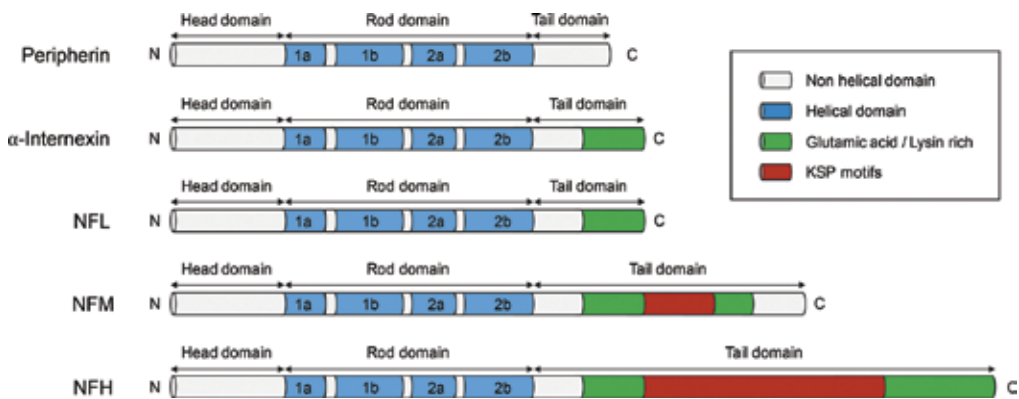 Head domain Rod domain Tail domain
Peripherin N 1a 1b 2a 2b C
Head domain Rod domain Tail domain
α-Internexin N 1a 1b 2a 2b C
Head domain Rod domain Tail domain
NFL N 1a 1b 2a 2b C
Head domain Rod domain Tail domain
NFM N 1a 1b 2a 2b C
Head domain Rod domain Tail domain
NFH N 1a 1b 2a 2b C
Non helical domain
Helical domain
Glutamic acid / Lysin rich
KSP motifs